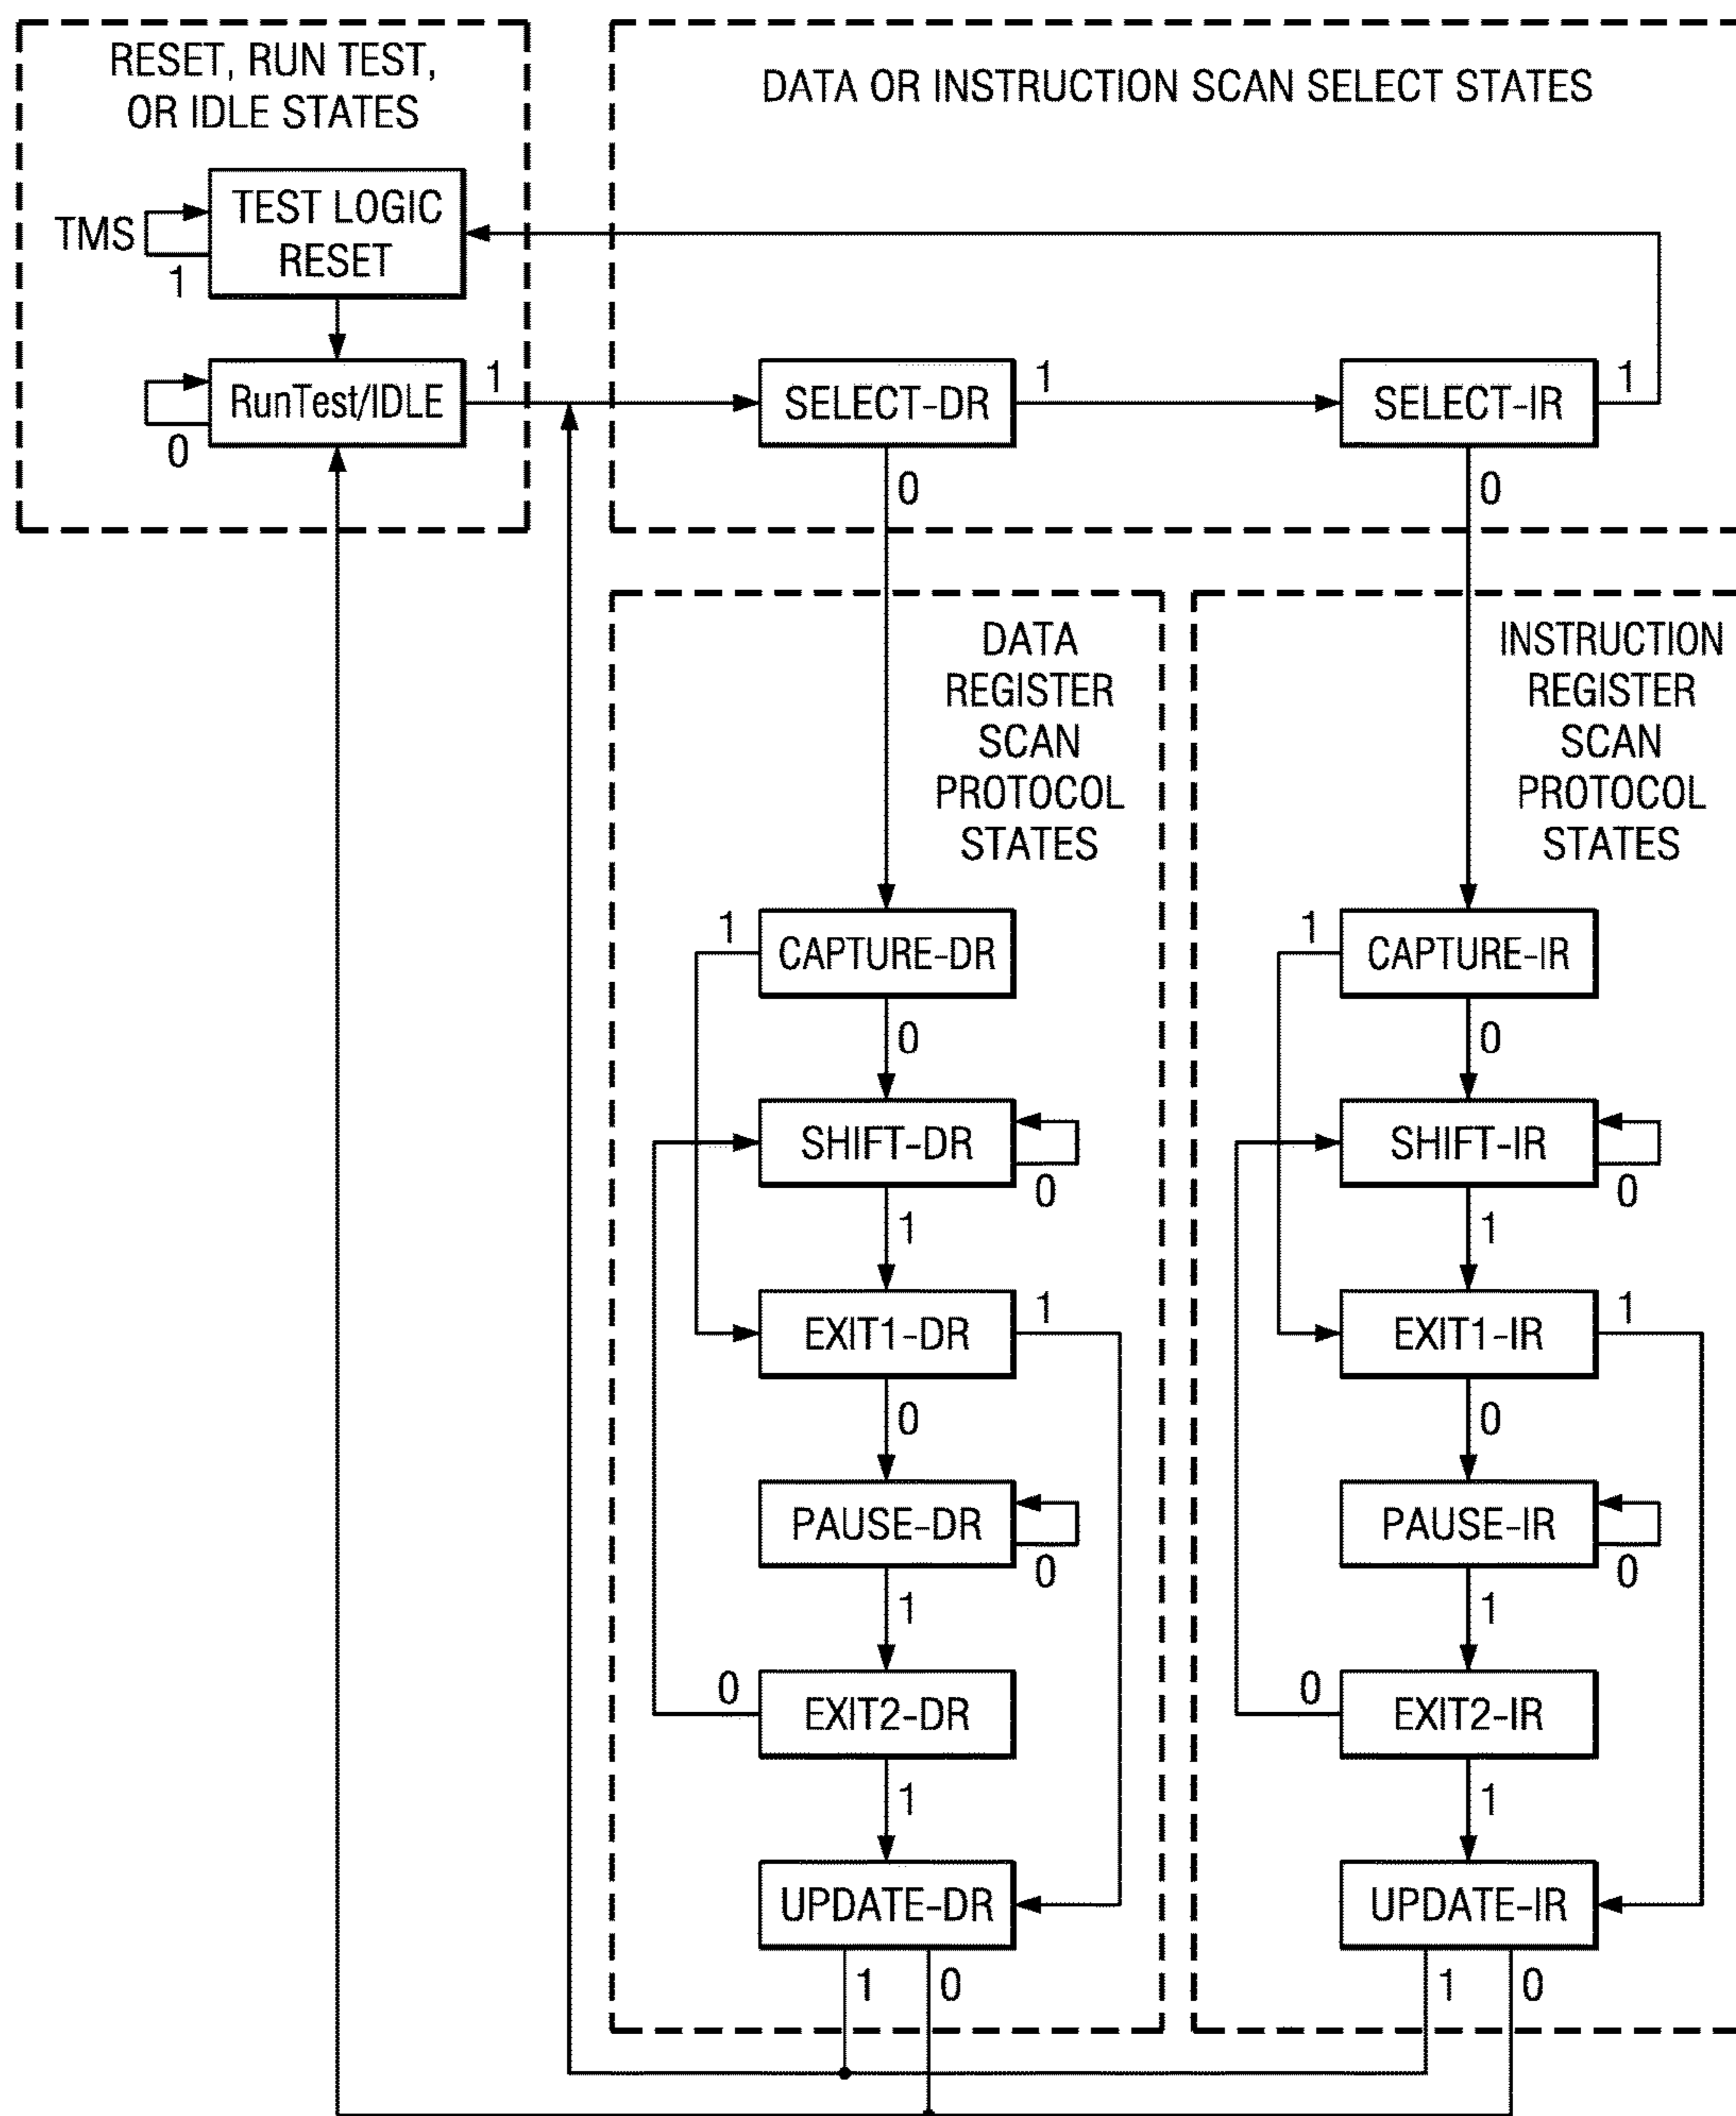 RESET, RUN TEST,
OR IDLE STATES
DATA OR INSTRUCTION SCAN SELECT STATES
TMS
TEST LOGIC
RESET
1
RunTest/IDLE
1
0
SELECT-DR
1
0
SELECT-IR
1
0
DATA
REGISTER
SCAN
PROTOCOL
STATES
1
CAPTURE-DR
0
SHIFT-DR
0
1
EXIT1-DR
1
0
PAUSE-DR
0
1
0
EXIT2-DR
1
UPDATE-DR
1
0
INSTRUCTION
REGISTER
SCAN
PROTOCOL
STATES
1
CAPTURE-IR
0
SHIFT-IR
0
1
EXIT1-IR
1
0
PAUSE-IR
0
1
0
EXIT2-IR
1
UPDATE-IR
1
0